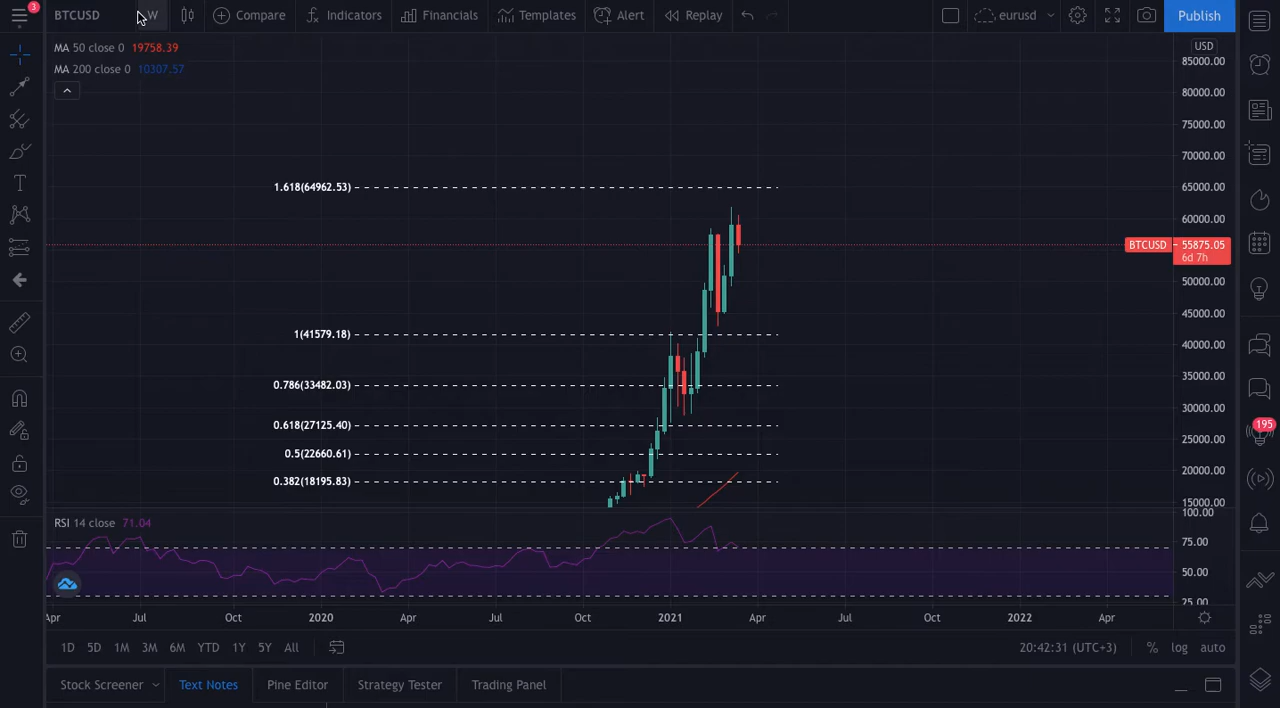 3
BTCUSD W Compare Indicators Financials Templates Alert Replay eurusd Publish
MA 50 close 0 19758.39
MA 200 close 0 10307.57
USD
85000.00
80000.00
75000.00
70000.00
1.618(64962.53) 65000.00
60000.00
BTCUSD 55875.05
6d 7h
50000.00
45000.00
1(41579.18)
40000.00
0.786(33482.03) 35000.00
30000.00
0.618(27125.40)
195
25000.00
0.5(22660.61)
20000.00
0.382(18195.83)
15000.00
RSI 14 close 71.04
100.00
75.00
50.00
25.00
Apr Jul Oct 2020 Apr Jul Oct 2021 Apr Jul Oct 2022 Apr
1D 5D 1M 3M 6M YTD 1Y 5Y All 20:42:31 (UTC+3) % log auto
Stock Screener Text Notes Pine Editor Strategy Tester Trading Panel